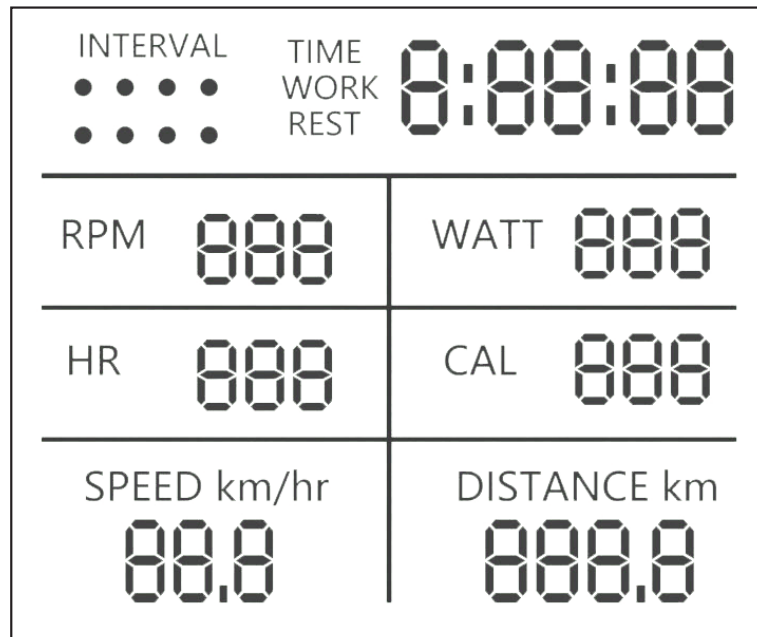 INTERVAL
TIME 8:88:88
WORK
REST
RPM 888
WATT 888
HR 888
CAL 888
SPEED km/hr
88.8
DISTANCE km
888.8